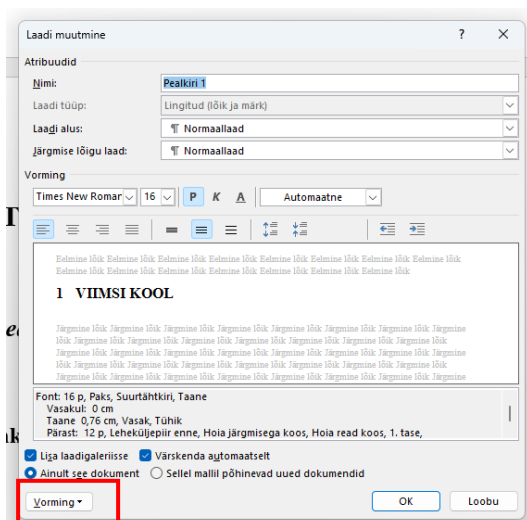 Laadi muutmine ? ×
Atribuudid
Nimi: Pealkiri 1
Laadi tüüp: Lingitud (lõik ja märk)
Laadi alus: ¶ Normaallaad
Järgmise lõigu laad: ¶ Normaallaad
Vorming
Times New Roman 16 P K A Automaatne
Eelmine lõik Eelmine lõik Eelmine lõik Eelmine lõik Eelmine lõik Eelmine lõik Eelmine lõik Eelmine lõik
Eelmine lõik Eelmine lõik Eelmine lõik Eelmine lõik Eelmine lõik Eelmine lõik Eelmine lõik
1 VIIMSI KOOL
Järgmine lõik Järgmine lõik Järgmine lõik Järgmine lõik Järgmine lõik Järgmine lõik Järgmine
lõik Järgmine lõik Järgmine lõik Järgmine lõik Järgmine lõik Järgmine lõik Järgmine lõik
Järgmine lõik Järgmine lõik Järgmine lõik Järgmine lõik Järgmine lõik Järgmine lõik Järgmine
lõik Järgmine lõik Järgmine lõik Järgmine lõik Järgmine lõik Järgmine lõik Järgmine lõik
Järgmine lõik Järgmine lõik Järgmine lõik Järgmine lõik Järgmine lõik Järgmine lõik Järgmine
Font: 16 p, Paks, Suurtähtkiri, Taane
Vasakul: 0 cm
Taane 0,76 cm, Vasak, Tühik
Pärast: 12 p, Leheküljepiir enne, Hoia järgmisega koos, Hoia read koos, 1. tase,
Lisa laadigaleriisse Värskenda automaatselt
Ainult see dokument Sellel mallil põhinevad uued dokumendid
Vorming OK Loobu